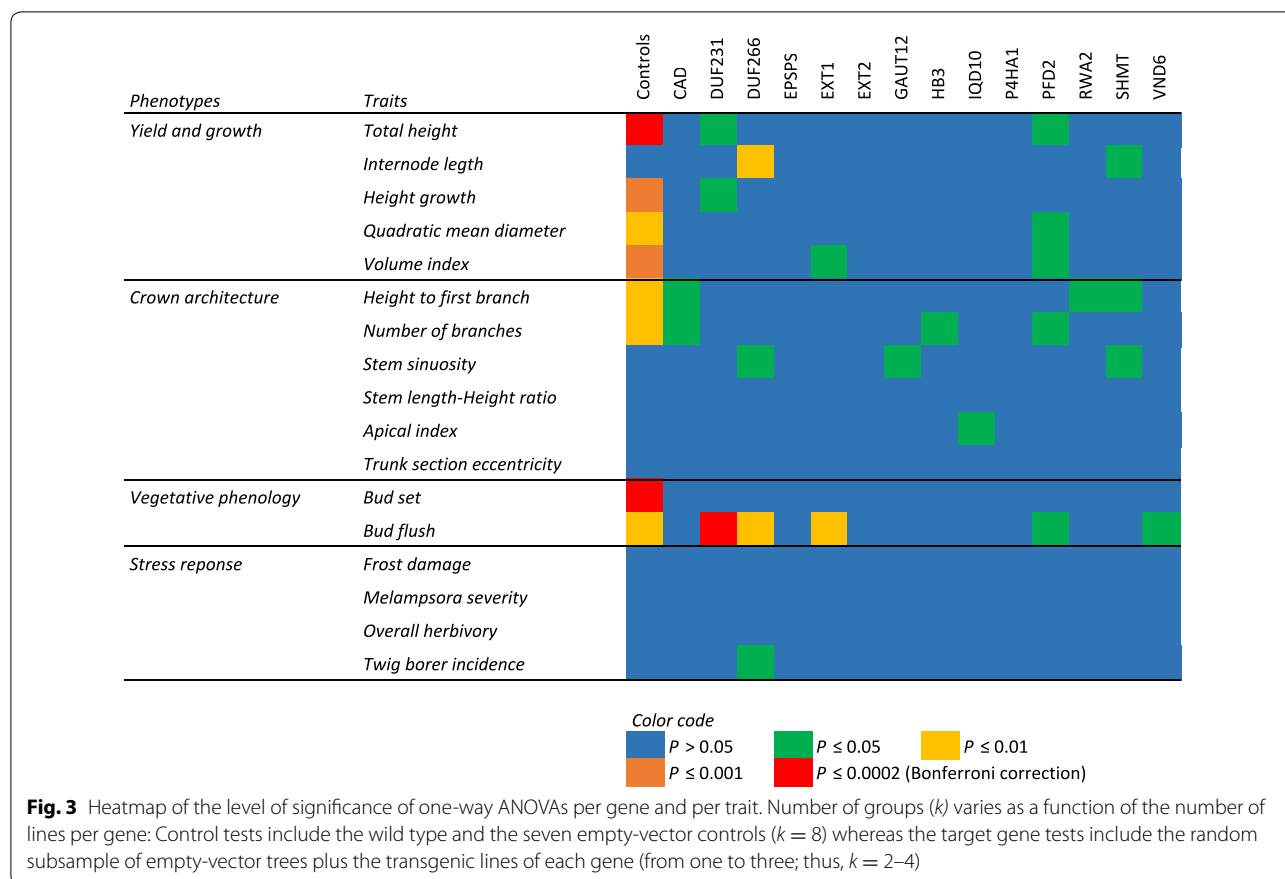 Controls
CAD
DUF231
DUF266
EPSPS
EXT1
EXT2
GAUT12
HB3
IQD10
P4HA1
PFD2
RWA2
SHMT
VND6
Phenotypes Traits
Yield and growth Total height
Internode legth
Height growth
Quadratic mean diameter
Volume index
Crown architecture Height to first branch
Number of branches
Stem sinuosity
Stem length-Height ratio
Apical index
Trunk section eccentricity
Vegetative phenology Bud set
Bud flush
Stress reponse Frost damage
Melampsora severity
Overall herbivory
Twig borer incidence
Color code
P > 0.05 P ≤ 0.05 P ≤ 0.01
P ≤ 0.001 P ≤ 0.0002 (Bonferroni correction)
Fig. 3 Heatmap of the level of significance of one-way ANOVAs per gene and per trait. Number of groups (k) varies as a function of the number of
lines per gene: Control tests include the wild type and the seven empty-vector controls (k = 8) whereas the target gene tests include the random
subsample of empty-vector trees plus the transgenic lines of each gene (from one to three; thus, k = 2–4)